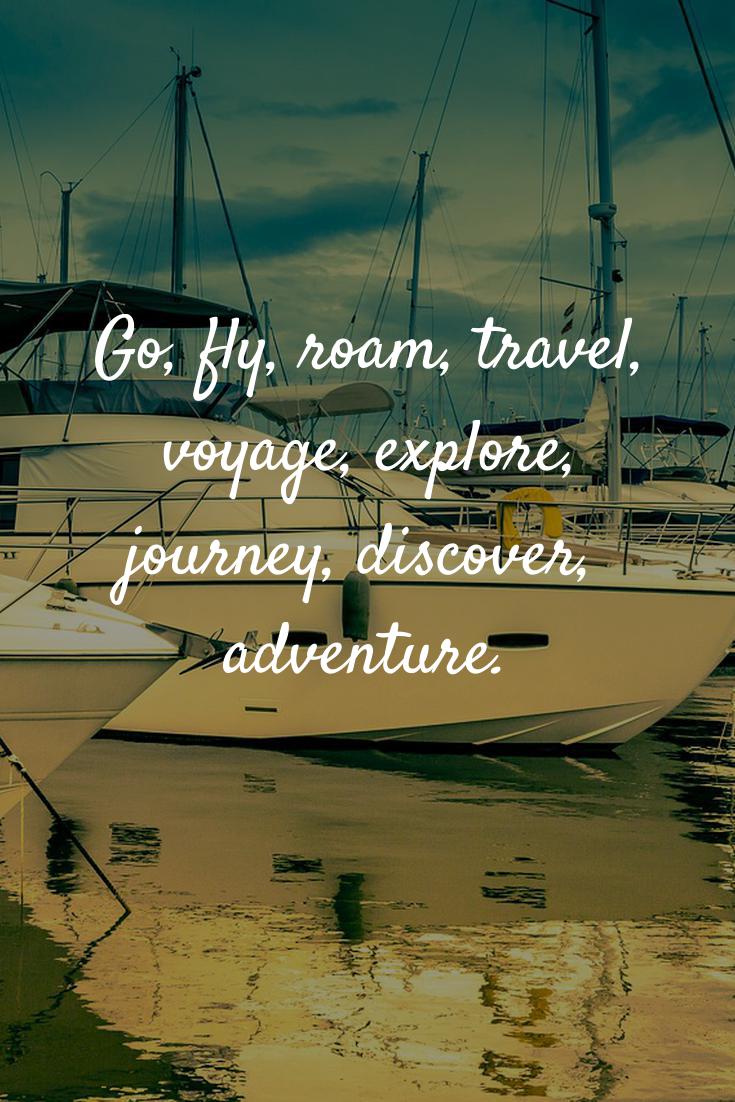 Go, fly, roam, travel,
voyage, explore,
journey, discover,
adventure.